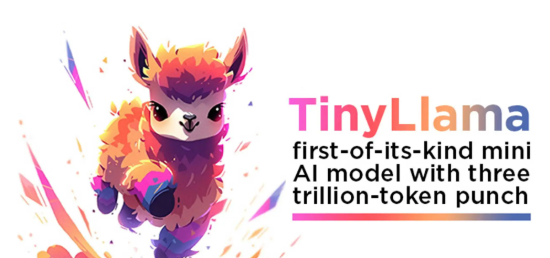 TinyLlama
first-of-its-kind mini
AI model with three
trillion-token punch